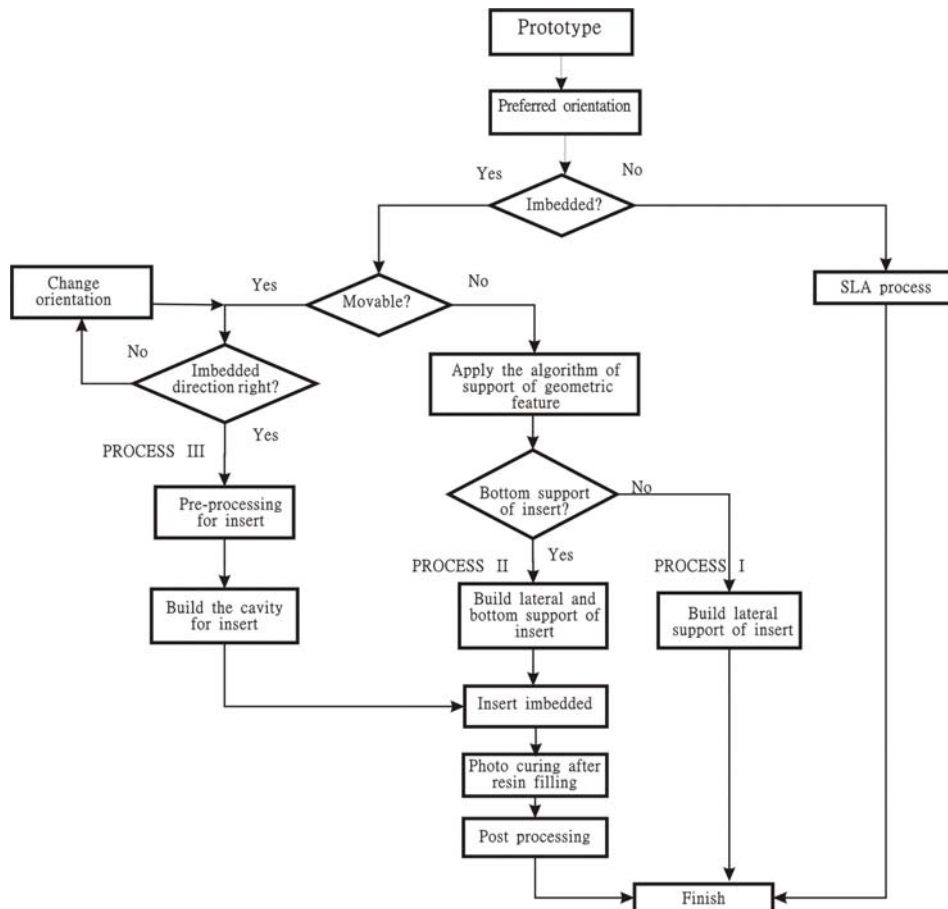 Prototype
Preferred orientation
Yes
No
Imbedded?
Change
orientation
Yes
Movable?
No
SLA process
No
Imbedded
direction right?
Apply the algorithm of
support of geometric
feature
Yes
PROCESS III
Pre-processing
for insert
Bottom support
of insert?
No
PROCESS II
Yes
PROCESS I
Build the cavity
for insert
Build lateral and
bottom support of
insert
Build lateral
support of insert
Insert imbedded
Photo curing after
resin filling
Post processing
Finish